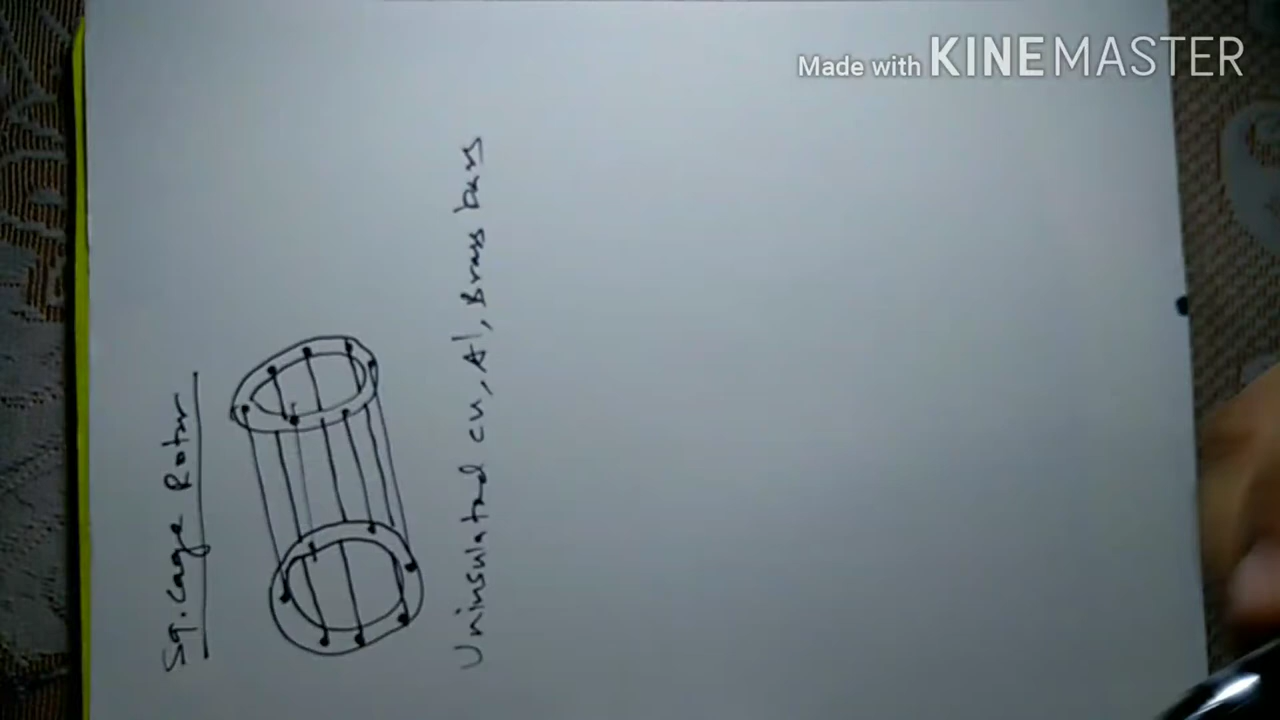 Made with KINEMASTER
Sq. cage Rotor
Uninsulated cu, Al, Brass bars